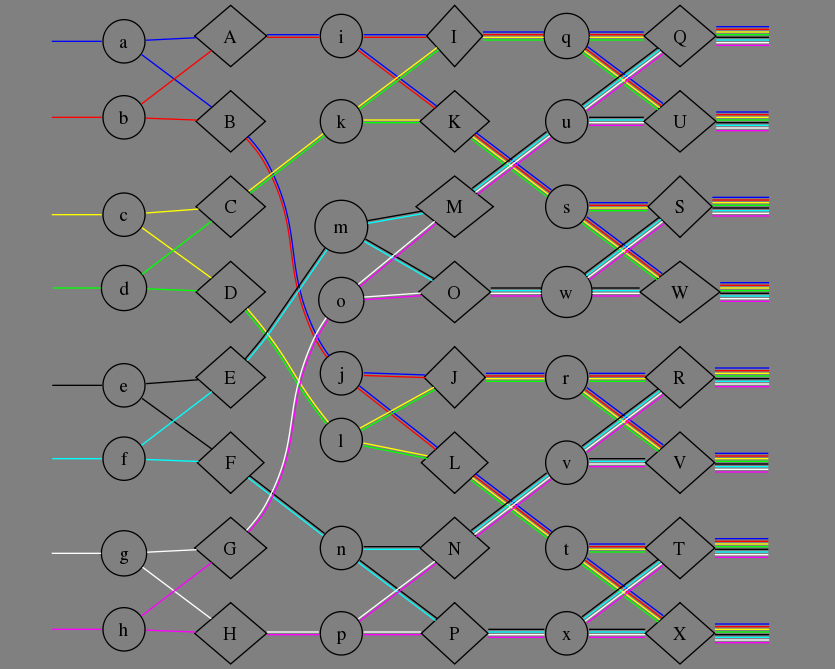 a A i I q Q
b B k K u U
c C m M s S
d D o O w W
e E j J r R
f F l L v V
g G n N t T
h H p P x X